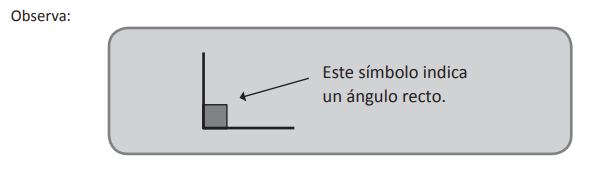 Observa:
Este símbolo indica
un ángulo recto.